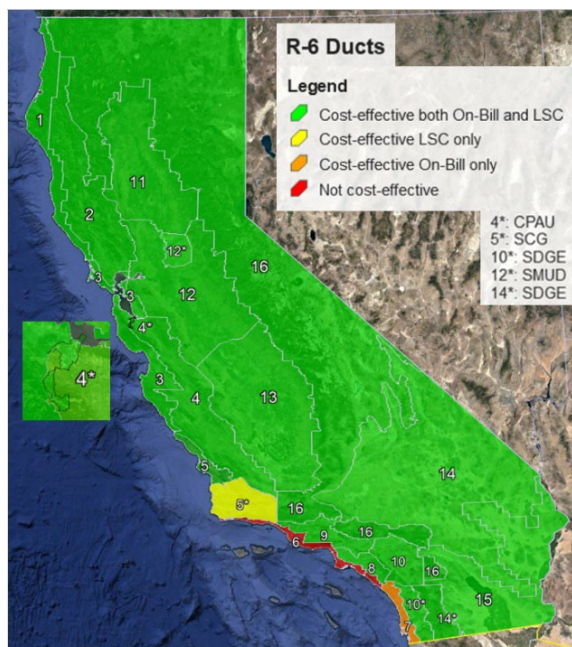 R-6 Ducts
Legend
Cost-effective both On-Bill and LSC
Cost-effective LSC only
Cost-effective On-Bill only
Not cost-effective
4*: CPAU
5*: SCG
10*: SDGE
12*: SMUD
14*: SDGE
1
11
2
12*
16
3
12
3
4*
4*
3
4
13
5
14
5*
16
6
9
16
8
10
16
10*
14*
15
7